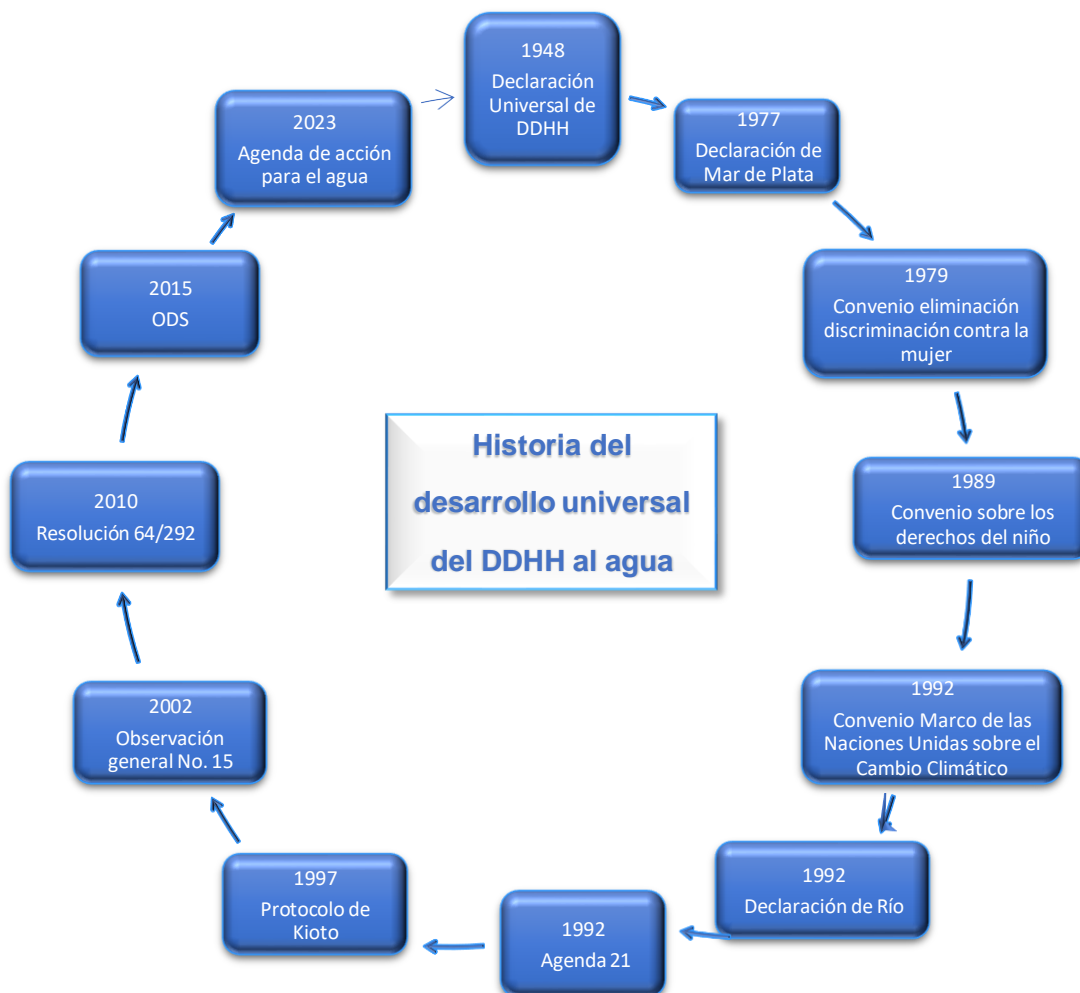 1948
Declaración
Universal de
DDHH
1977
Declaración de
Mar de Plata
1979
Convenio eliminación
discriminación contra la
mujer
1989
Convenio sobre los
derechos del niño
1992
Convenio Marco de las
Naciones Unidas sobre el
Cambio Climático
1992
Declaración de Río
1992
Agenda 21
1997
Protocolo de
Kioto
2002
Observación
general No. 15
2010
Resolución 64/292
2015
ODS
2023
Agenda de acción
para el agua
Historia del
desarrollo universal
del DDHH al agua